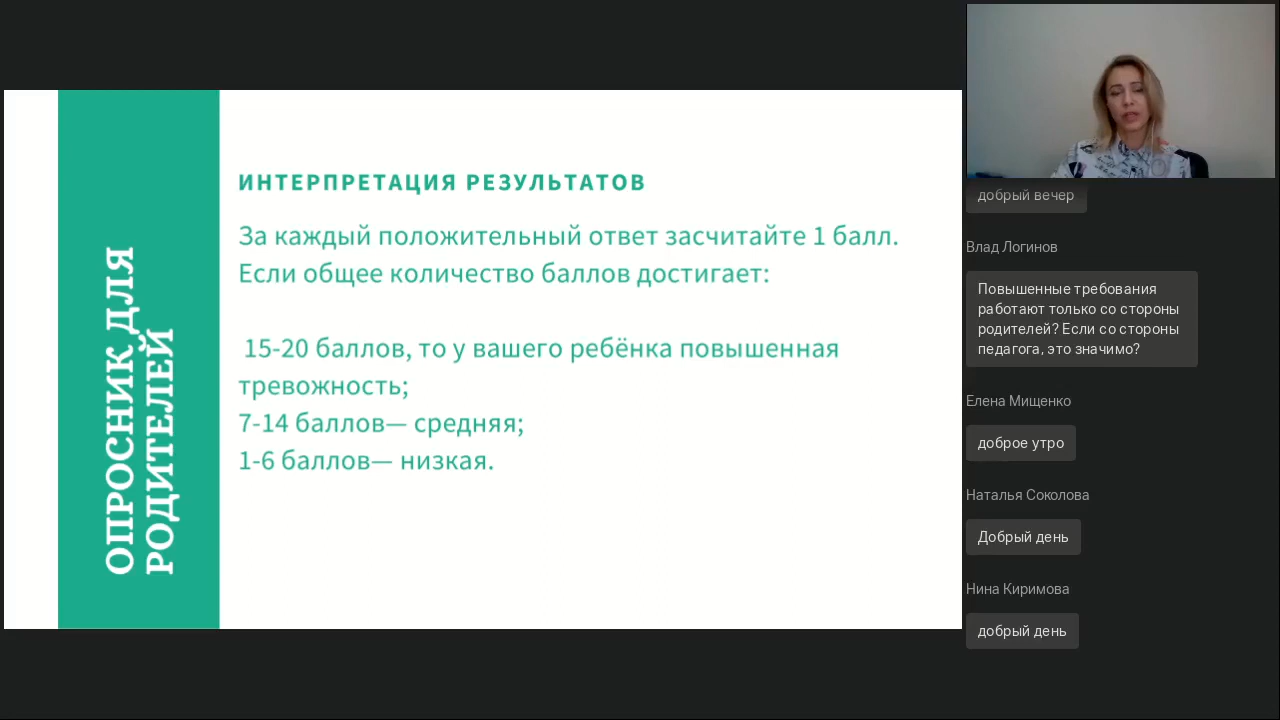 ОПРОСНИК ДЛЯ
РОДИТЕЛЕЙ
ИНТЕРПРЕТАЦИЯ РЕЗУЛЬТАТОВ
За каждый положительный ответ засчитайте 1 балл.
Если общее количество баллов достигает:
15-20 баллов, то у вашего ребёнка повышенная
тревожность;
7-14 баллов— средняя;
1-6 баллов— низкая.
добрый вечер
Влад Логинов
Повышенные требования
работают только со стороны
родителей? Если со стороны
педагога, это значимо?
Елена Мищенко
доброе утро
Наталья Соколова
Добрый день
Нина Киримова
добрый день